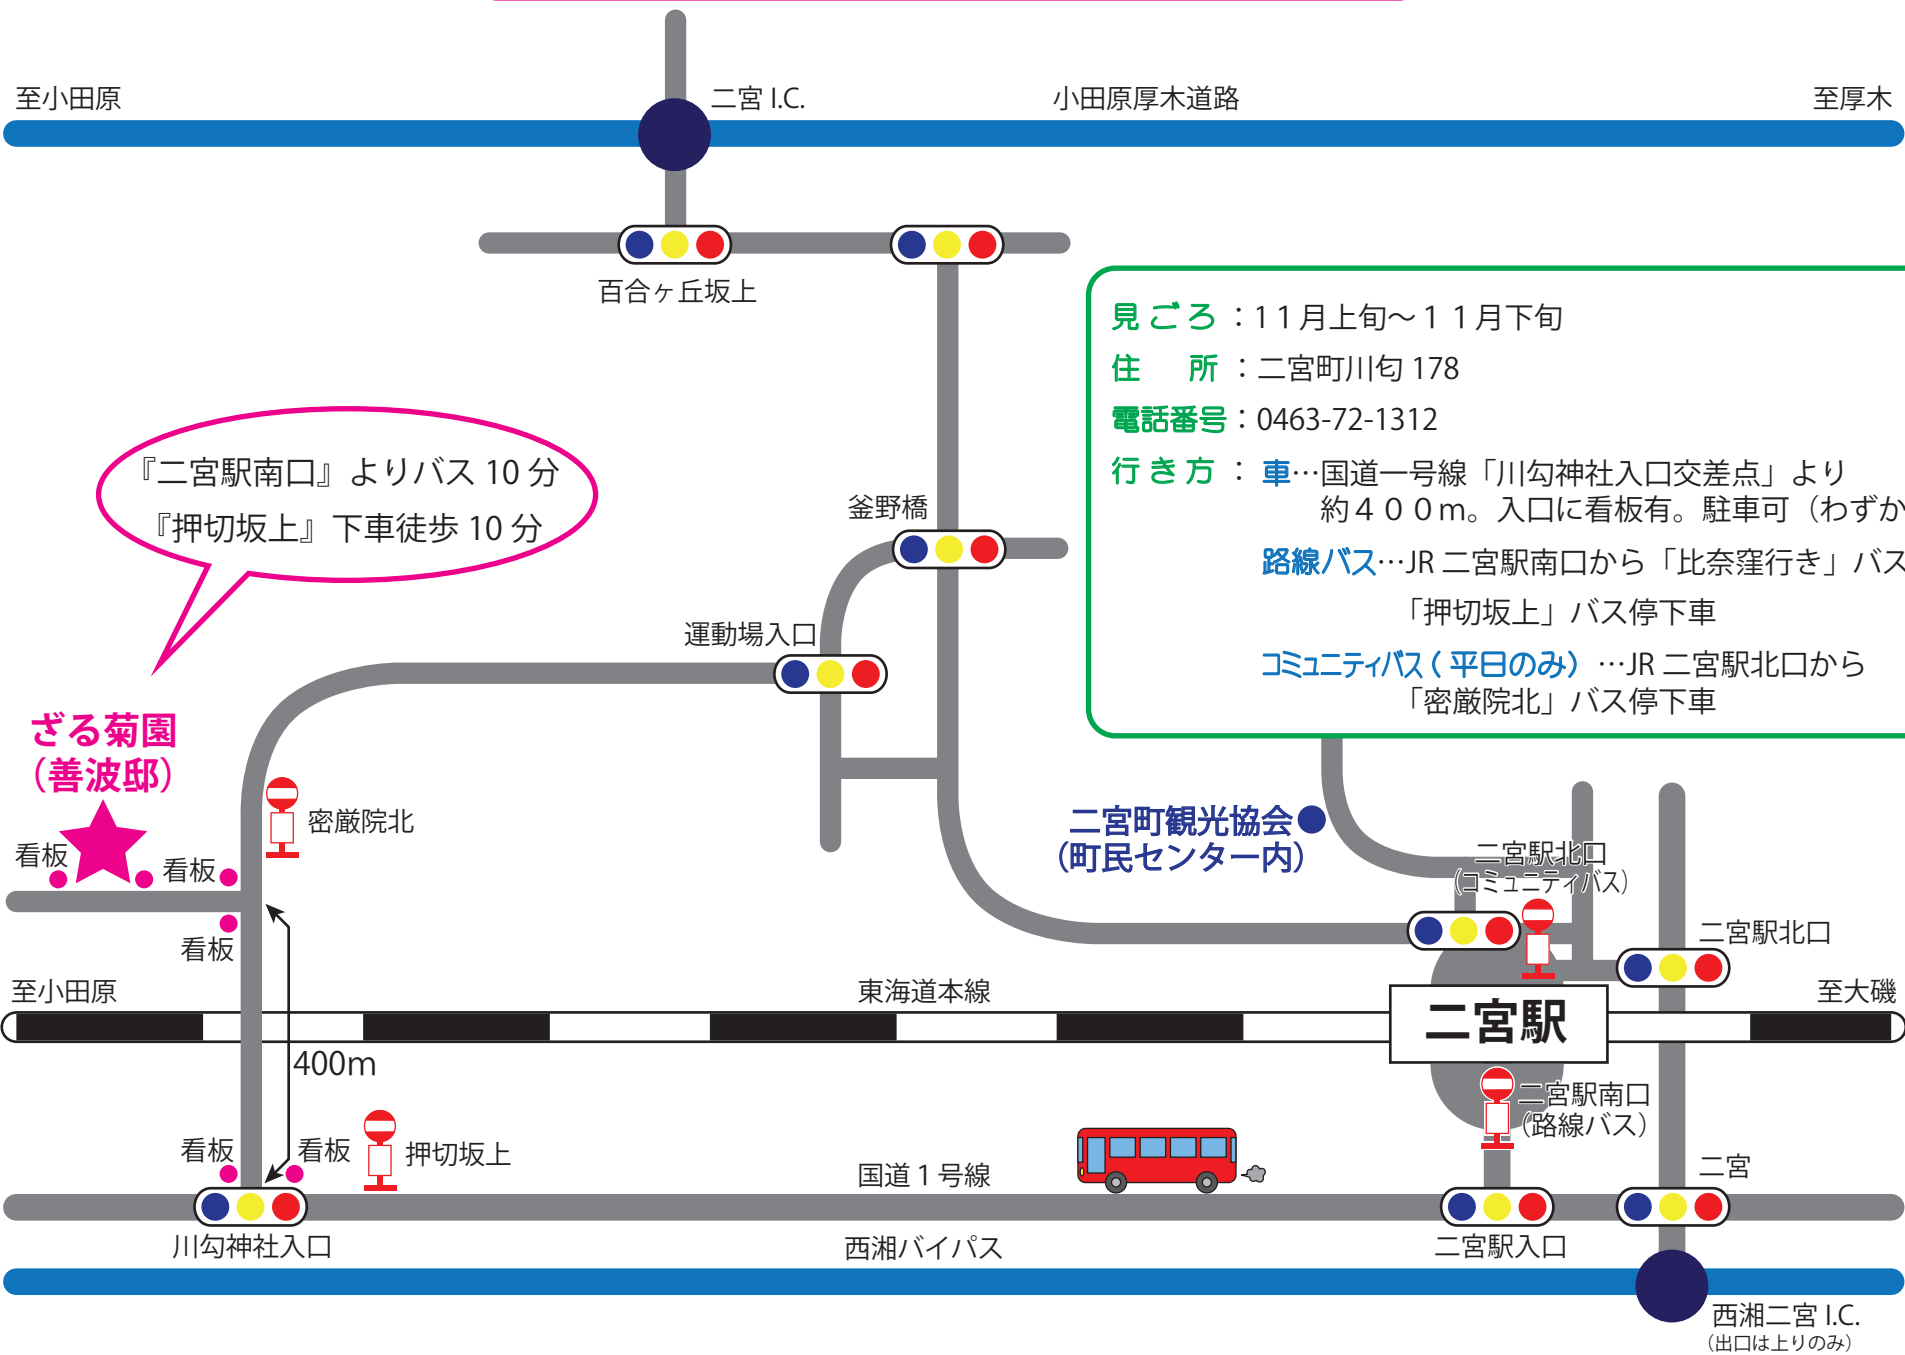 至小田原
二宮 I.C.
小田原厚木道路
至厚木
百合ヶ丘坂上
見ごろ：11月上旬～11月下旬
住　所：二宮町川匂 178
電話番号：0463-72-1312
行き方：車…国道一号線「川勾神社入口交差点」より
約４００ｍ。入口に看板有。駐車可（わずか
路線バス…JR 二宮駅南口から「比奈窪行き」バス
「押切坂上」バス停下車
コミュニティバス（平日のみ）…JR 二宮駅北口から
「密厳院北」バス停下車
『二宮駅南口』よりバス 10 分
『押切坂上』下車徒歩 10 分
釜野橋
運動場入口
ざる菊園
（善波邸）
密厳院北
看板
看板
看板
二宮町観光協会
（町民センター内）
二宮駅北口
（コミュニティバス）
二宮駅北口
至小田原
東海道本線
二宮駅
至大磯
400m
二宮駅南口
（路線バス）
看板
看板
押切坂上
国道１号線
二宮
川勾神社入口
西湘バイパス
二宮駅入口
西湘二宮 I.C.
（出口は上りのみ）